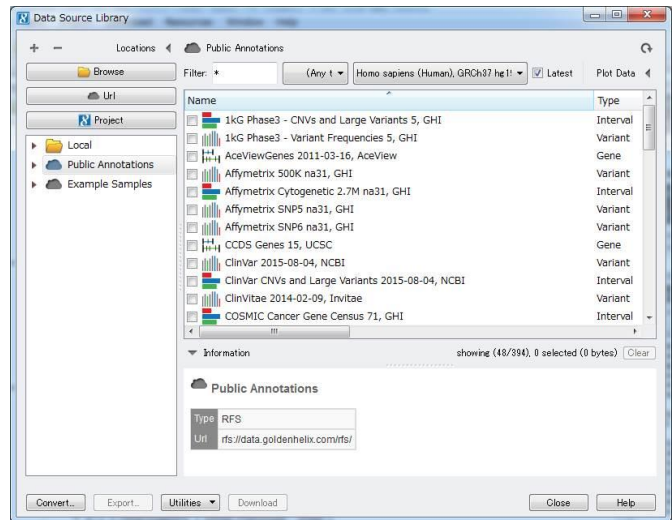 Data Source Library
Locations
Public Annotations
Browse
Url
Project
Local
Public Annotations
Example Samples
Filter: * (Any t Homo sapiens (Human), GRCh37 hg1 Latest Plot Data
Name Type
1kG Phase3 - CNVs and Large Variants 5, GHI Interval
1kG Phase3 - Variant Frequencies 5, GHI Variant
AceViewGenes 2011-03-16, AceView Gene
Affymetrix 500K na31, GHI Variant
Affymetrix Cytogenetic 2.7M na31, GHI Interval
Affymetrix SNP5 na31, GHI Variant
Affymetrix SNP6 na31, GHI Variant
CCDS Genes 15, UCSC Gene
ClinVar 2015-08-04, NCBI Variant
ClinVar CNVs and Large Variants 2015-08-04, NCBI Interval
ClinVitae 2014-02-09, Invitae Variant
COSMIC Cancer Gene Census 71, GHI Interval
Information showing (48/394), 0 selected (0 bytes) Clear
Public Annotations
Type RFS
Url rfs://data.goldenhelix.com/rfs/
Convert... Export... Utilities Download Close Help